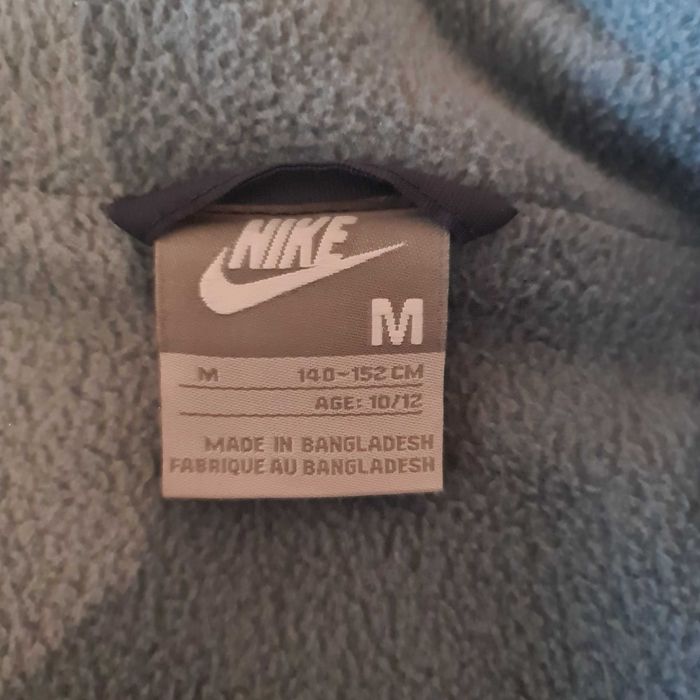 NIKE
M
M 140-152 CM
AGE: 10/12
MADE IN BANGLADESH
FABRIQUE AU BANGLADESH